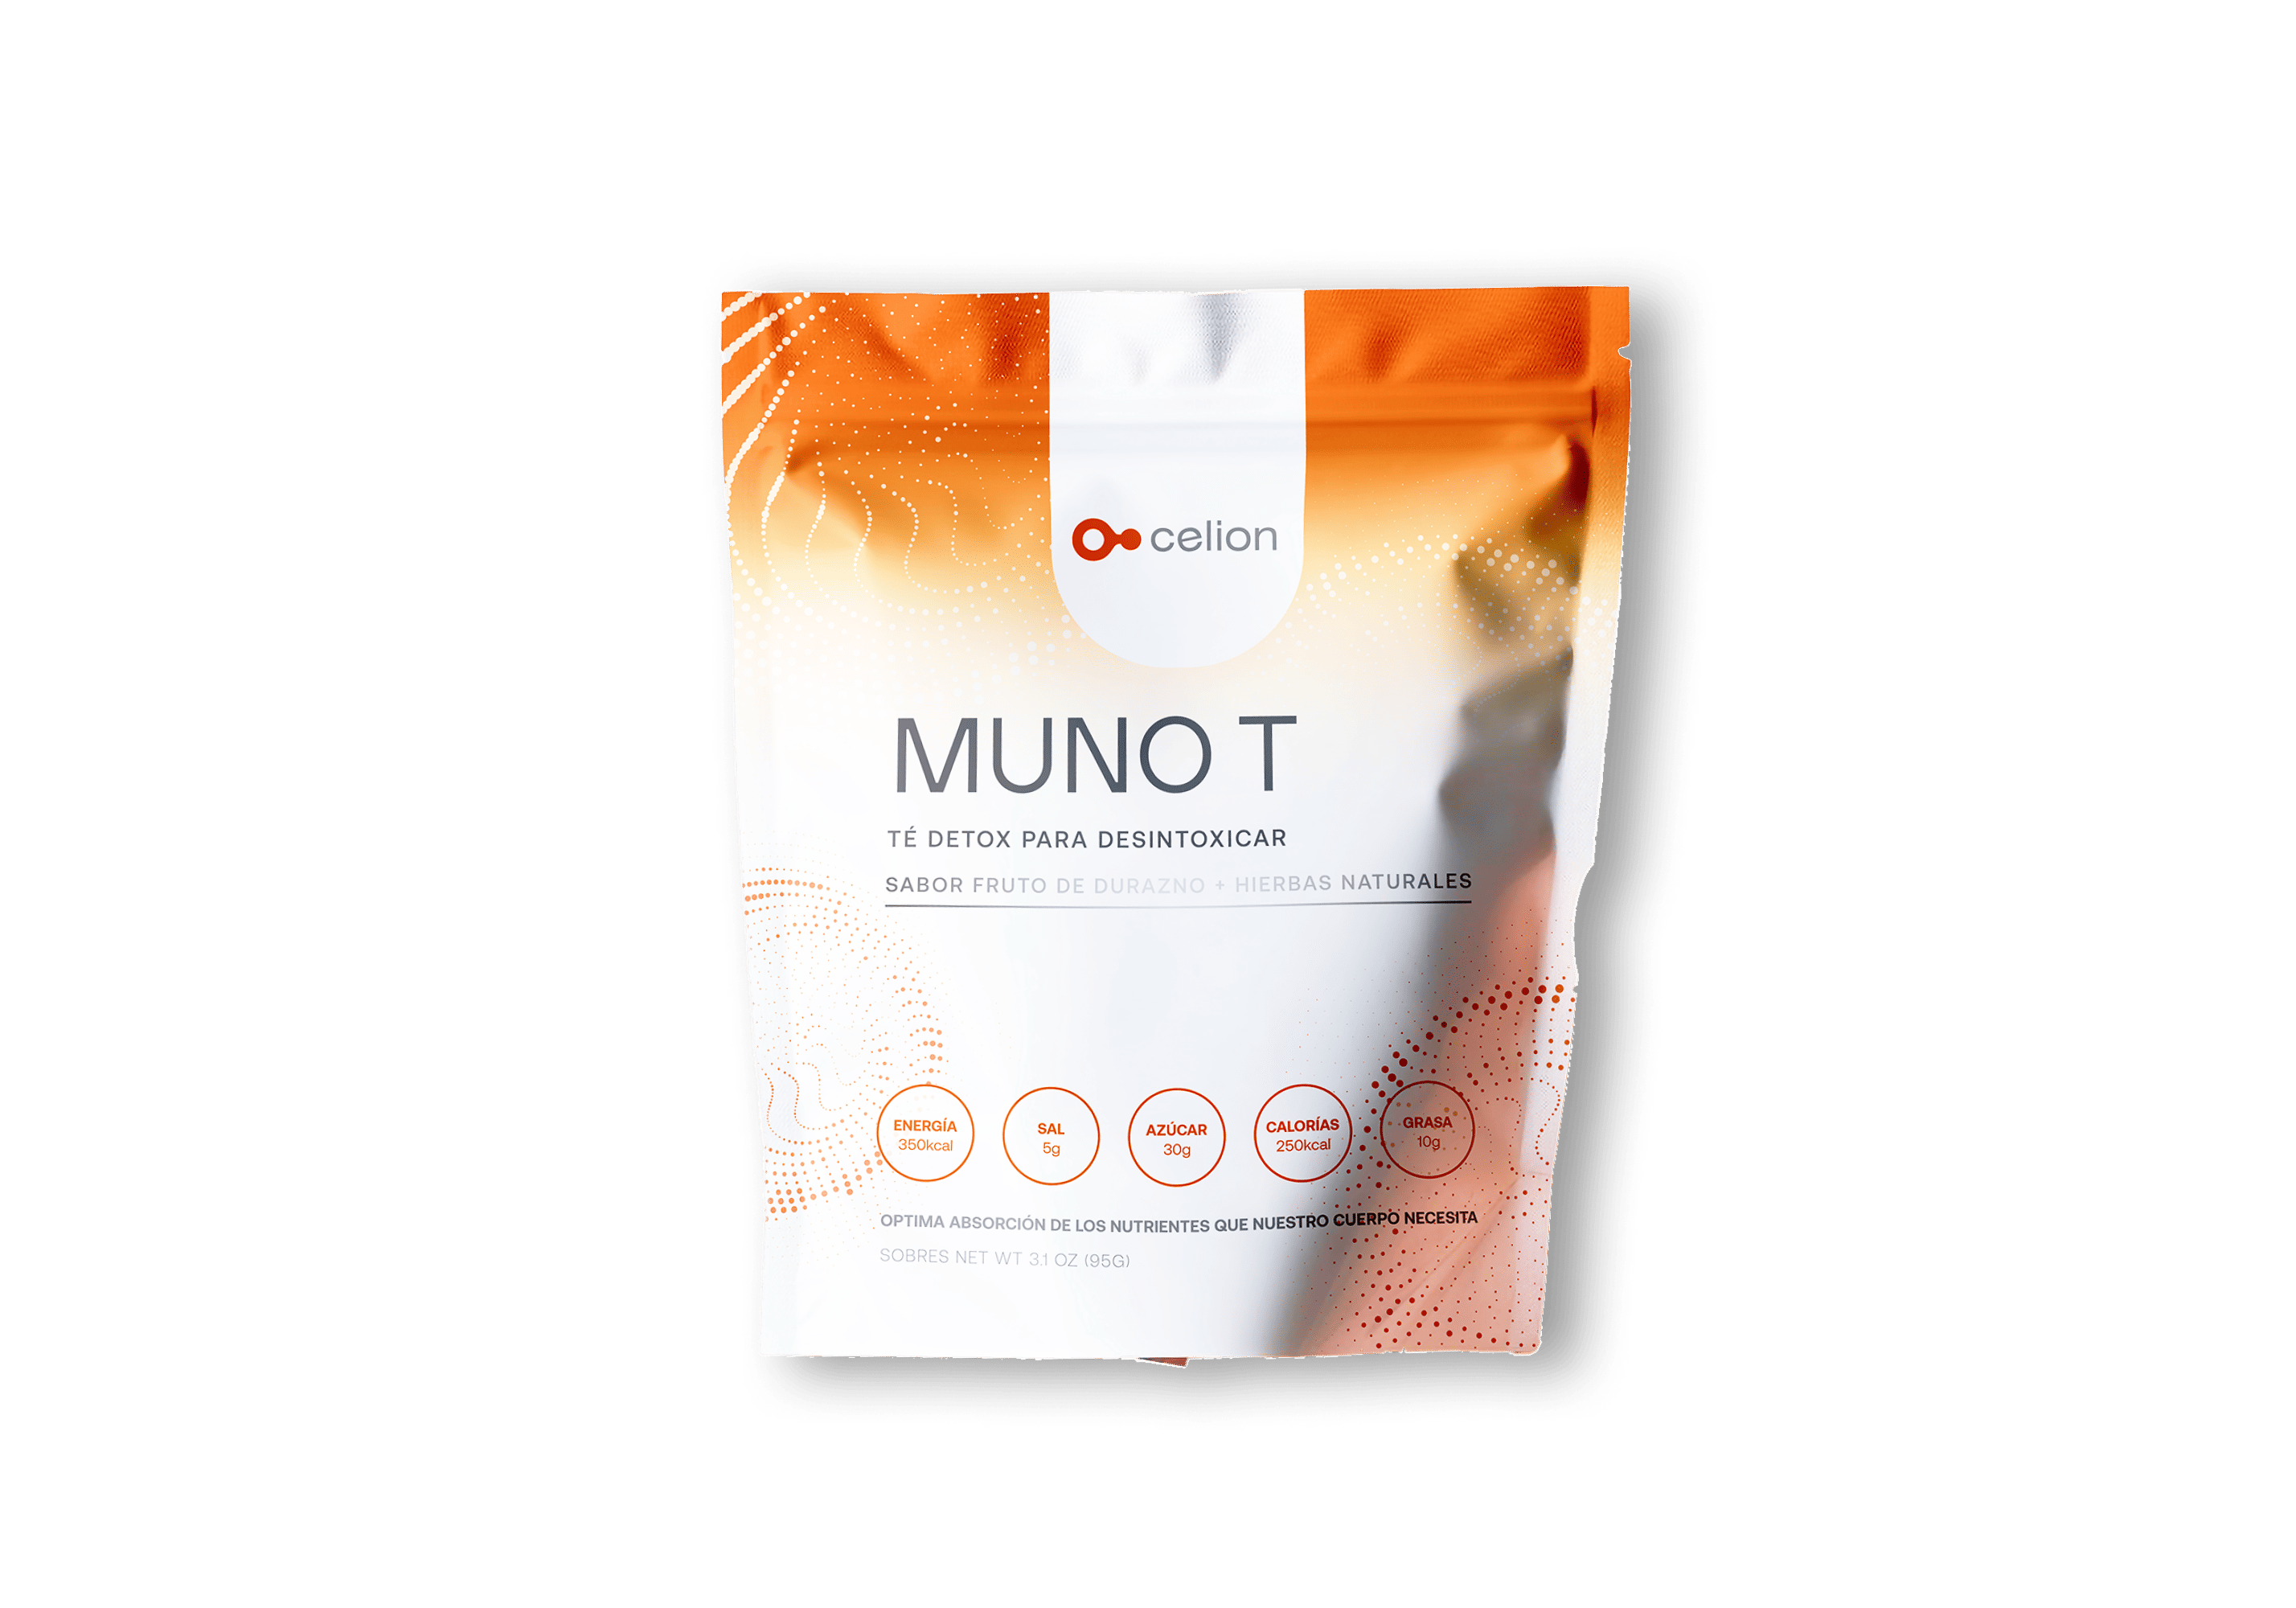 celion
MUNO T
TÉ DETOX PARA DESINTOXICAR
SABOR FRUTO DE DURAZNO + HIERBAS NATURALES
ENERGÍA
350kcal
SAL
5g
AZÚCAR
30g
CALORÍAS
250kcal
GRASA
10g
OPTIMA ABSORCIÓN DE LOS NUTRIENTES QUE NUESTRO CUERPO NECESITA
SOBRES NET WT 3.1 OZ (95G)